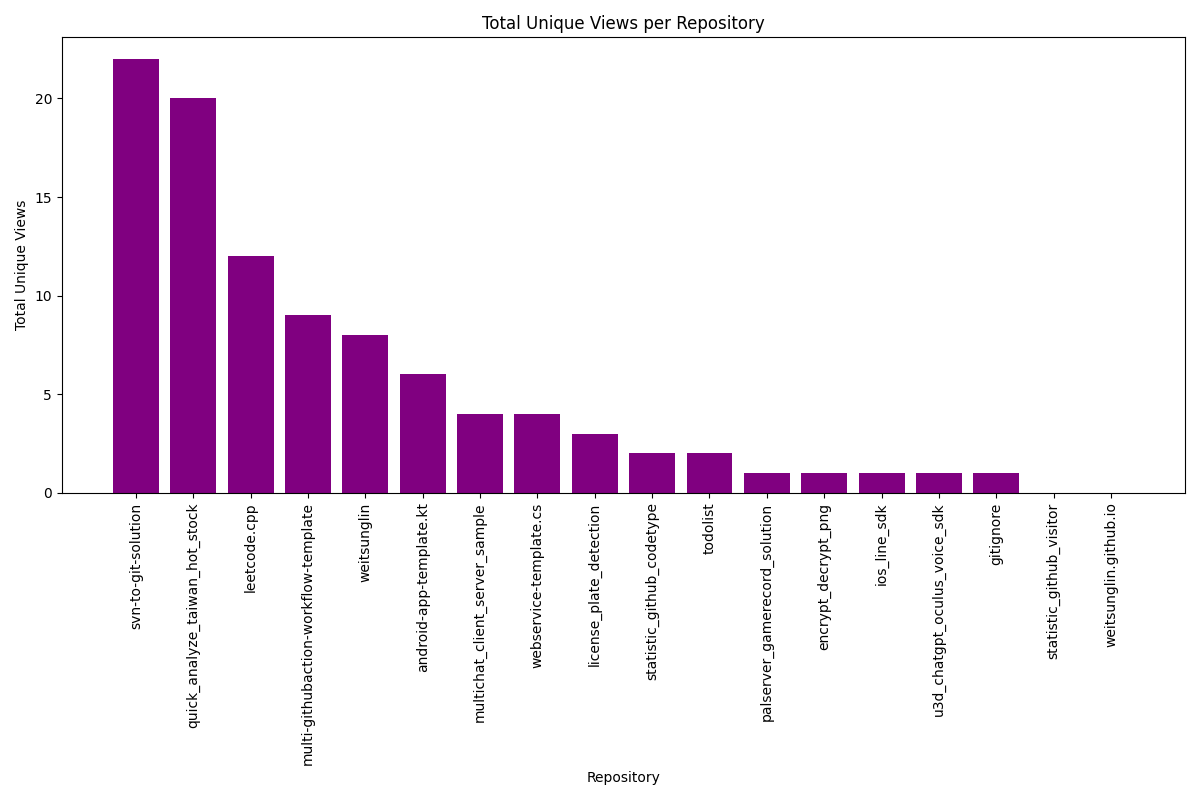 Total Unique Views per Repository
Total Unique Views
20
15
10
5
0
svn-to-git-solution
quick_analyze_taiwan_hot_stock
leetcode.cpp
multi-githubaction-workflow-template
weitsunglin
android-app-template.kt
multichat_client_server_sample
webservice-template.cs
license_plate_detection
statistic_github_codetype
todolist
palserver_gamerecord_solution
encrypt_decrypt_png
ios_line_sdk
u3d_chatgpt_oculus_voice_sdk
gitignore
statistic_github_visitor
weitsunglin.github.io
Repository